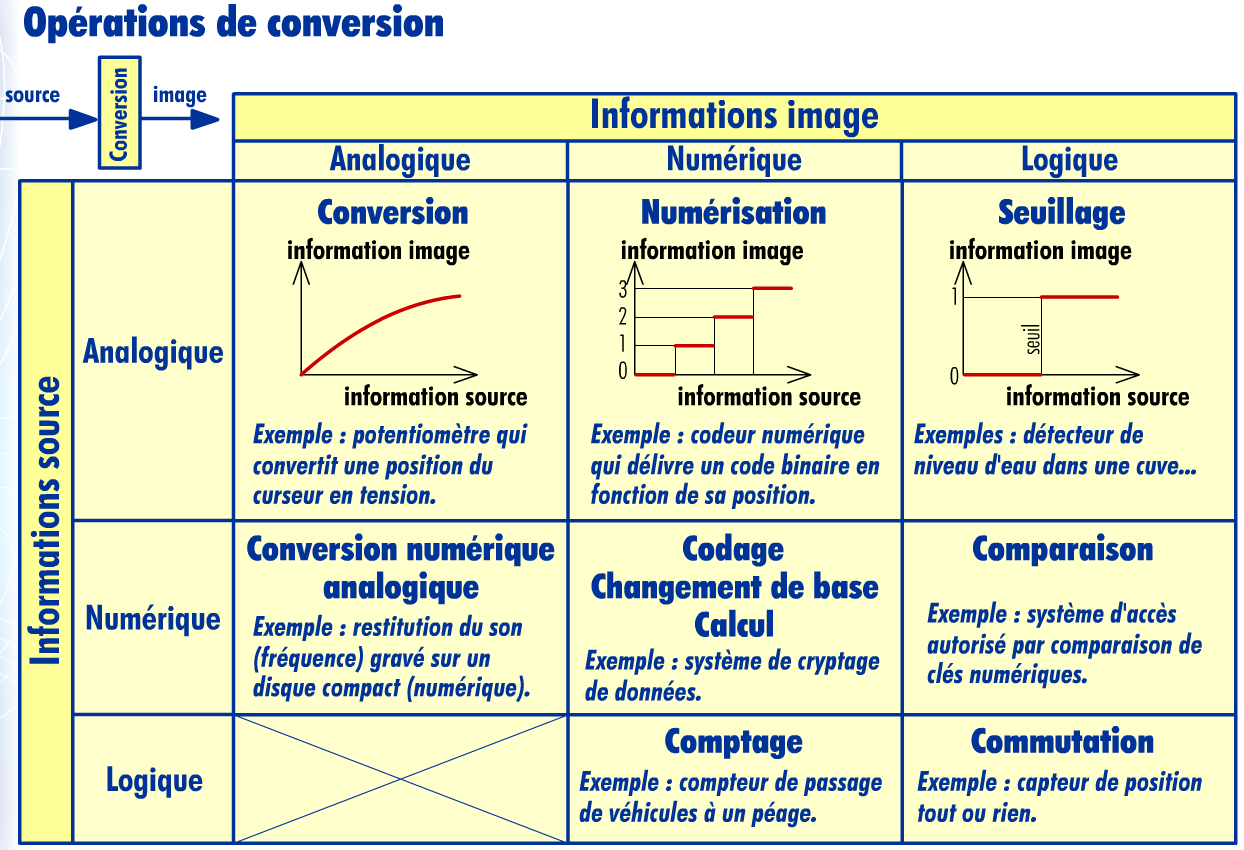 Opérations de conversion
source
Conversion
image
Informations image
Analogique
Numérique
Logique
Informations source
Analogique
Conversion
information image
information source
Exemple : potentiomètre qui
convertit une position du
curseur en tension.
Numérisation
information image
3
2
1
0
information source
Exemple : codeur numérique
qui délivre un code binaire en
fonction de sa position.
Seuillage
information image
1
seuil
0
information source
Exemples : détecteur de
niveau d'eau dans une cuve...
Numérique
Conversion numérique
analogique
Exemple : restitution du son
(fréquence) gravé sur un
disque compact (numérique).
Codage
Changement de base
Calcul
Exemple : système de cryptage
de données.
Comparaison
Exemple : système d'accès
autorisé par comparaison de
clés numériques.
Logique
Comptage
Exemple : compteur de passage
de véhicules à un péage.
Commutation
Exemple : capteur de position
tout ou rien.